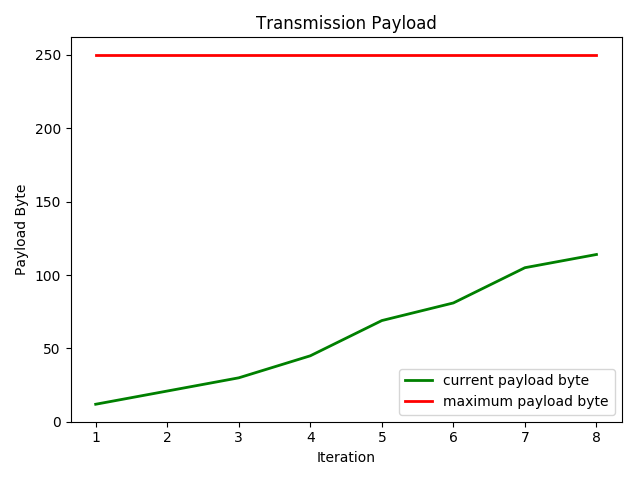 Transmission Payload
Payload Byte
250
200
150
100
50
0
1 2 3 4 5 6 7 8
Iteration
current payload byte
maximum payload byte